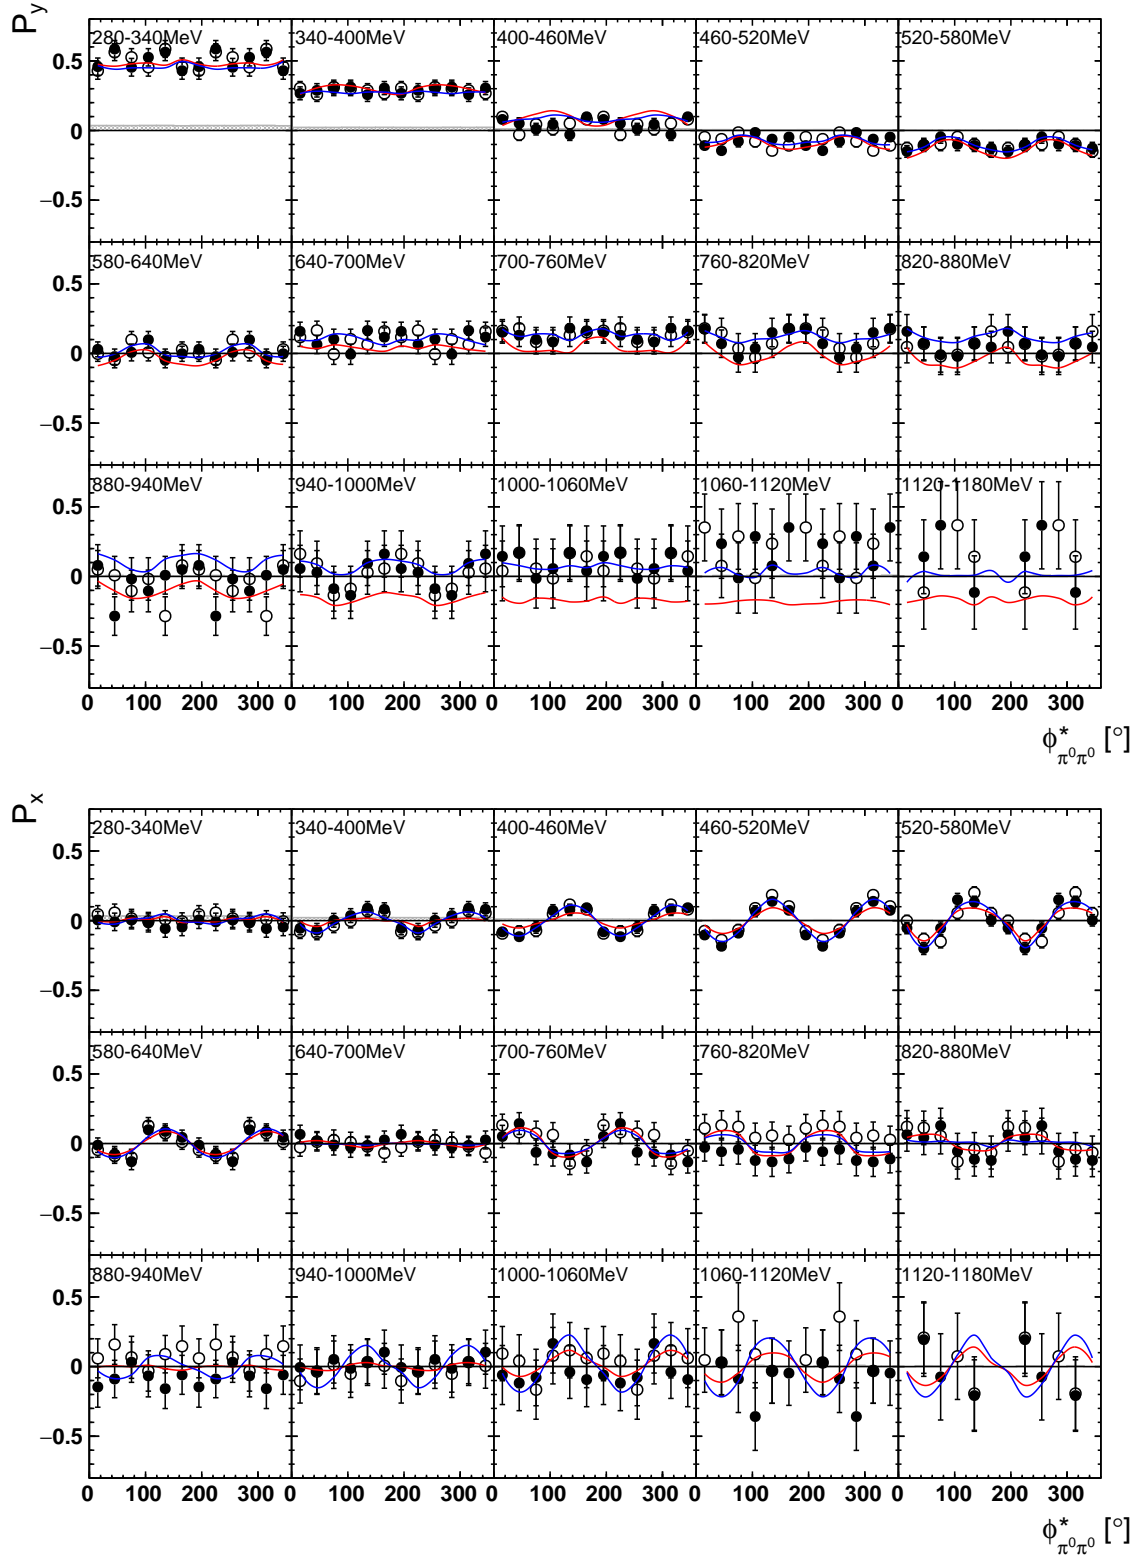 P_y
280-340MeV 340-400MeV 400-460MeV 460-520MeV 520-580MeV
0.5
0
−0.5
580-640MeV 640-700MeV 700-760MeV 760-820MeV 820-880MeV
0.5
0
−0.5
880-940MeV 940-1000MeV 1000-1060MeV 1060-1120MeV 1120-1180MeV
0.5
0
−0.5
0 100 200 300 0 100 200 300 0 100 200 300 0 100 200 300 0 100 200 300
ϕ*_{π⁰π⁰} [°]
P_x
280-340MeV 340-400MeV 400-460MeV 460-520MeV 520-580MeV
0.5
0
−0.5
580-640MeV 640-700MeV 700-760MeV 760-820MeV 820-880MeV
0.5
0
−0.5
880-940MeV 940-1000MeV 1000-1060MeV 1060-1120MeV 1120-1180MeV
0.5
0
−0.5
0 100 200 300 0 100 200 300 0 100 200 300 0 100 200 300 0 100 200 300
ϕ*_{π⁰π⁰} [°]